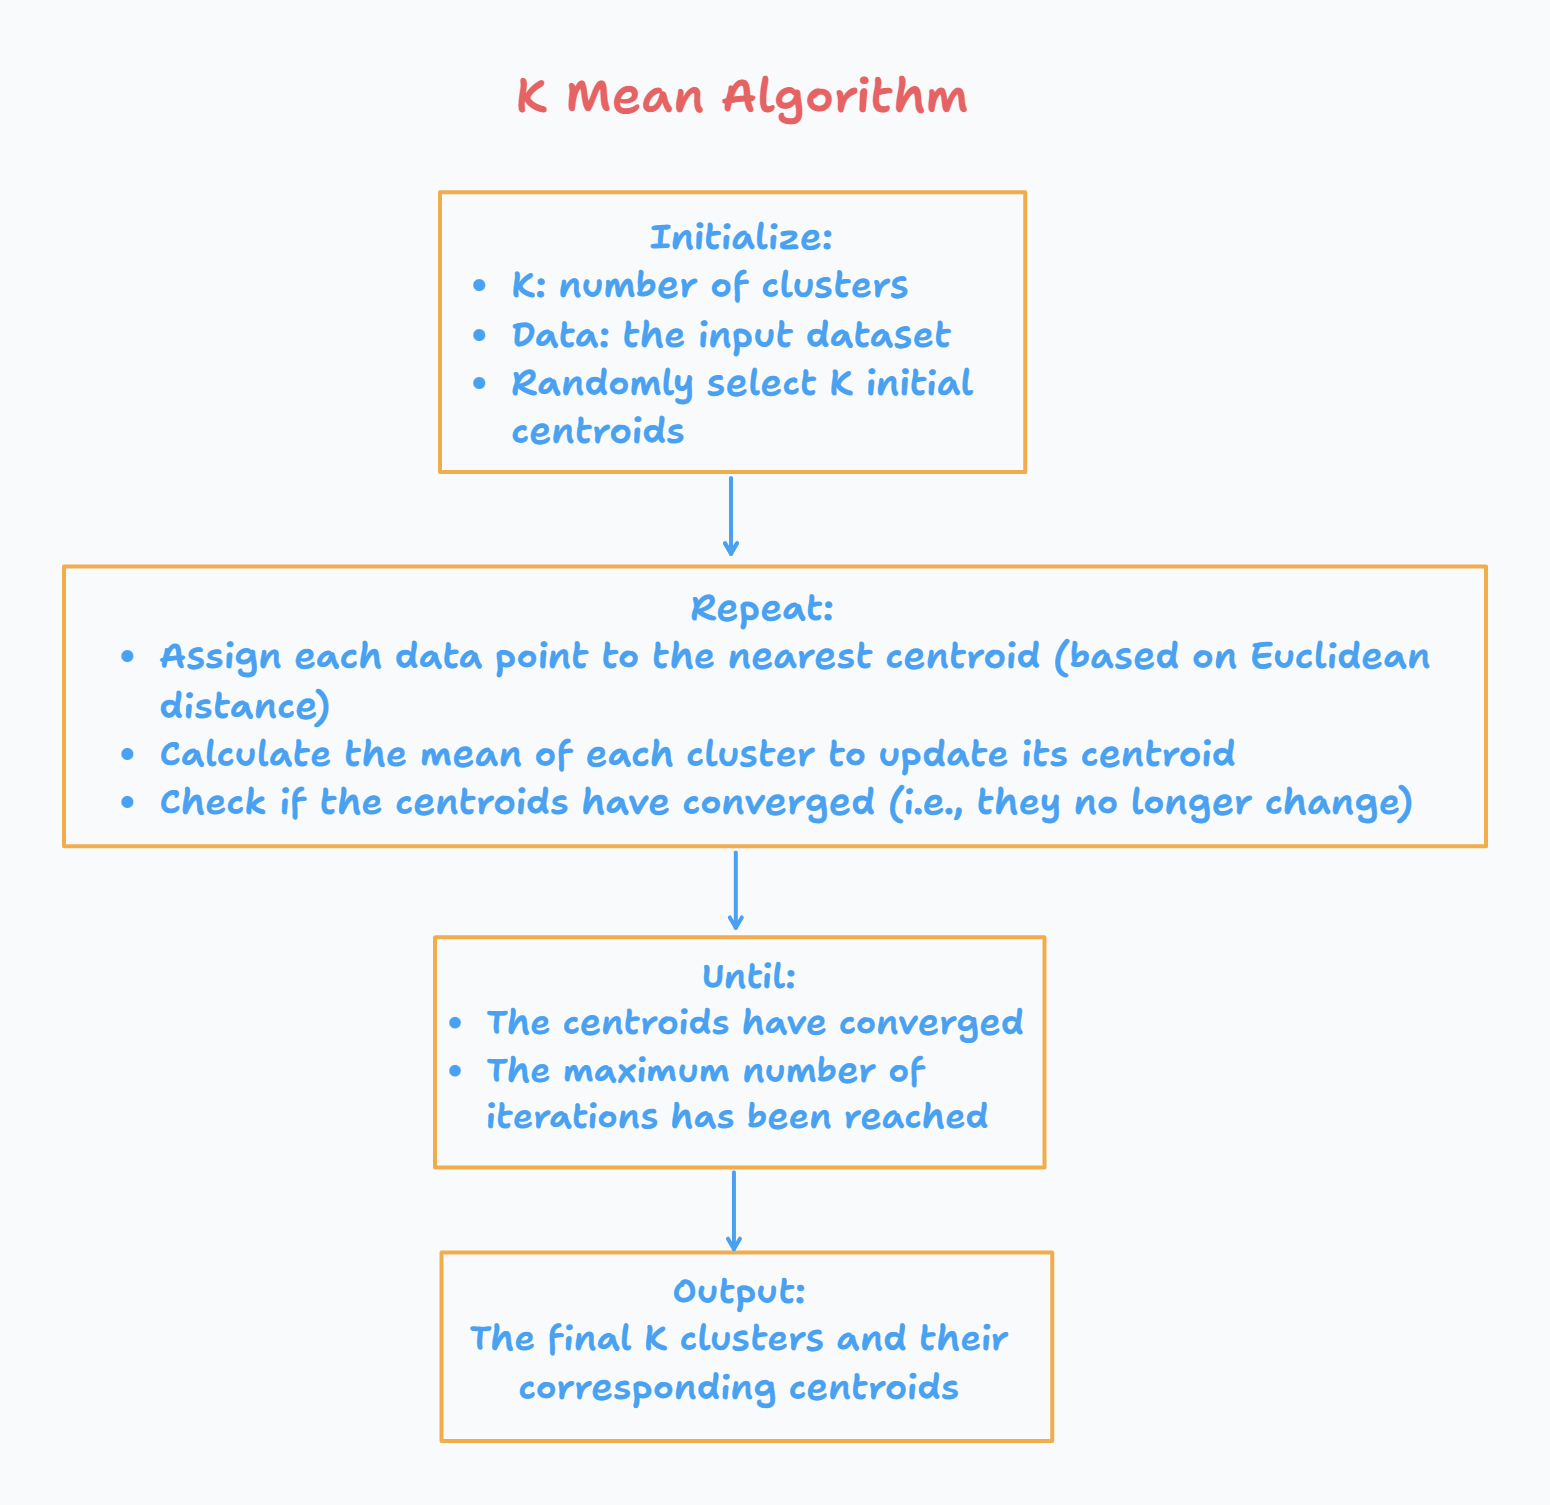 K Mean Algorithm
Initialize:
• K: number of clusters
• Data: the input dataset
• Randomly select K initial
centroids
Repeat:
• Assign each data point to the nearest centroid (based on Euclidean
distance)
• Calculate the mean of each cluster to update its centroid
• Check if the centroids have converged (i.e., they no longer change)
Until:
• The centroids have converged
• The maximum number of
iterations has been reached
Output:
The final K clusters and their
corresponding centroids